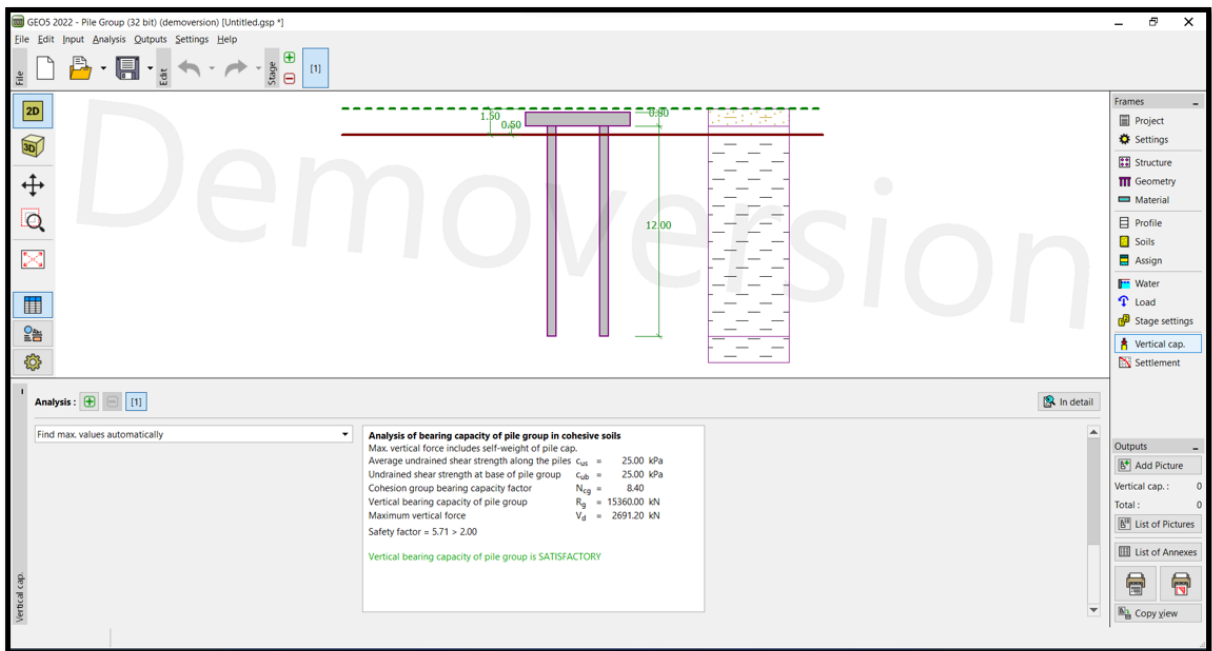 GEO5 2022 - Pile Group (32 bit) (demoversion) [Untitled.gsp *]
File Edit Input Analysis Outputs Settings Help
File
Edit
Stage
[1]
2D
3D
Demoversion
1.50
0.50
0.80
12.00
Frames
Project
Settings
Structure
Geometry
Material
Profile
Soils
Assign
Water
Load
Stage settings
Vertical cap.
Settlement
Analysis : [1]
In detail
Find max. values automatically
Analysis of bearing capacity of pile group in cohesive soils
Max. vertical force includes self-weight of pile cap.
Average undrained shear strength along the piles cus = 25.00 kPa
Undrained shear strength at base of pile group cub = 25.00 kPa
Cohesion group bearing capacity factor Ncg = 8.40
Vertical bearing capacity of pile group Rg = 15360.00 kN
Maximum vertical force Vd = 2691.20 kN
Safety factor = 5.71 > 2.00
Vertical bearing capacity of pile group is SATISFACTORY
Vertical cap.
Outputs
Add Picture
Vertical cap. : 0
Total : 0
List of Pictures
List of Annexes
Copy view